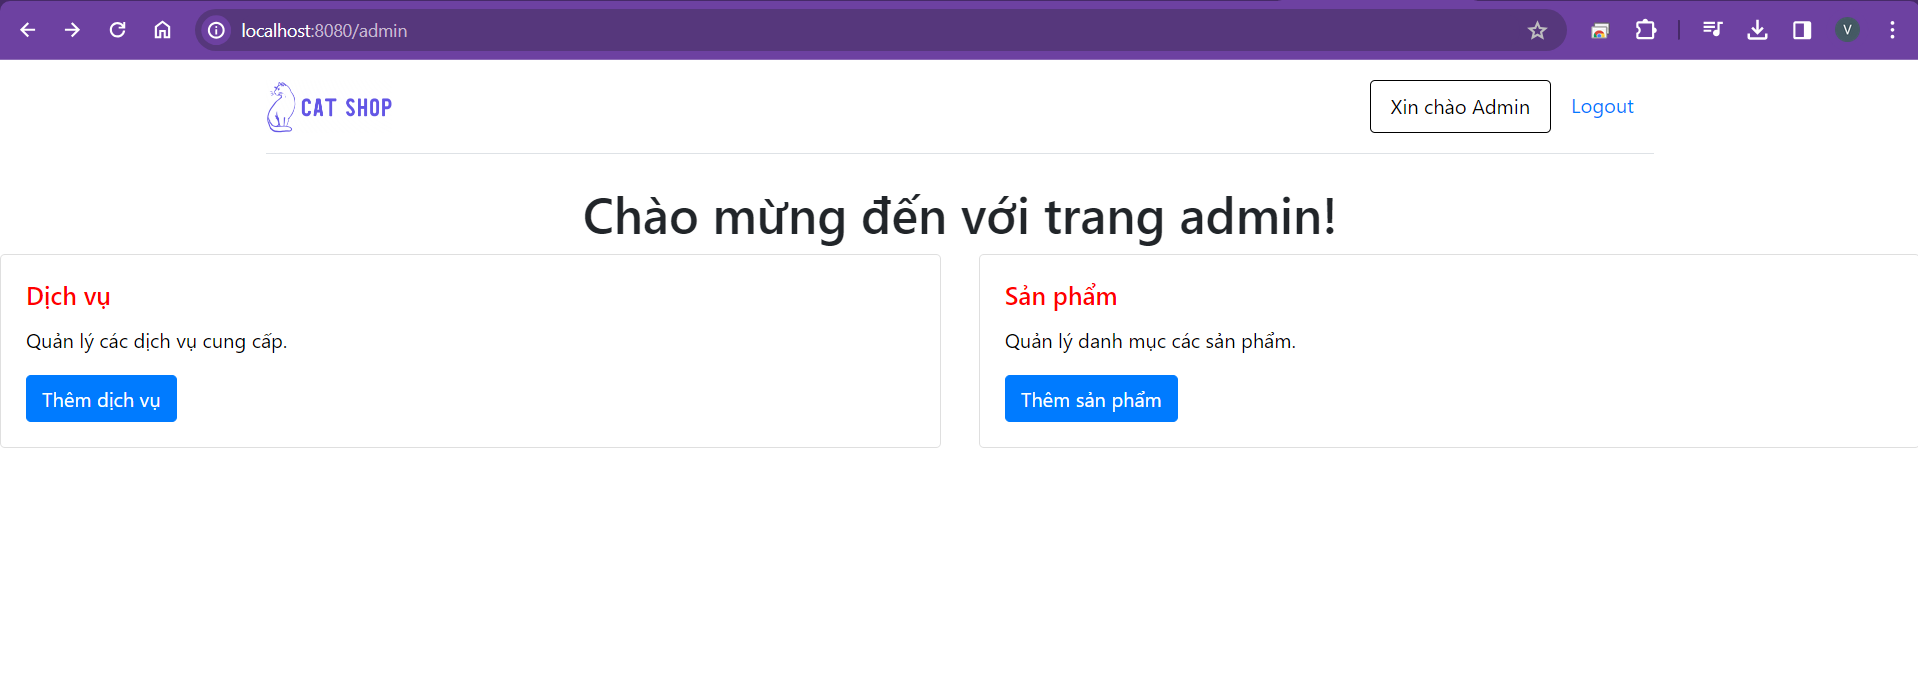 localhost:8080/admin
V
CAT SHOP
Xin chào Admin
Logout
Chào mừng đến với trang admin!
Dịch vụ
Quản lý các dịch vụ cung cấp.
Thêm dịch vụ
Sản phẩm
Quản lý danh mục các sản phẩm.
Thêm sản phẩm